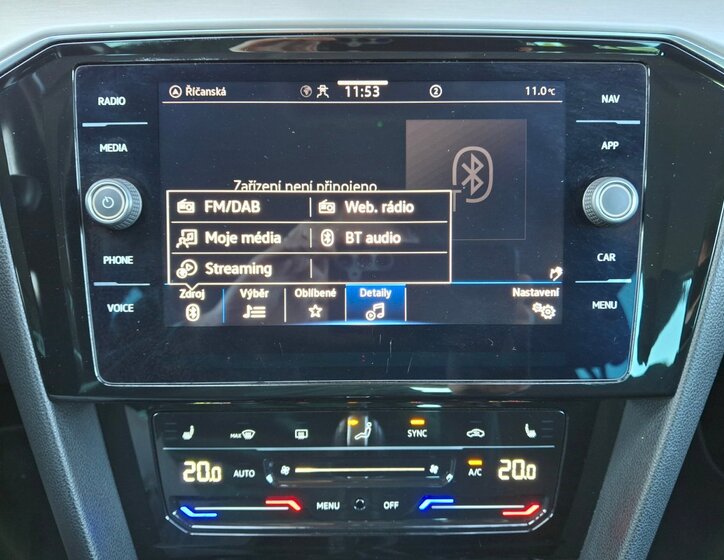 RADIO
MEDIA
PHONE
VOICE
Říčanská 11:53 2 11.0°C
Zařízení není připojeno
FM/DAB Web. rádio
Moje média BT audio
Streaming
Zdroj Výběr Oblíbené Detaily Nastavení
NAV
APP
CAR
MENU
MAX SYNC
20.0 AUTO A/C 20.0
MENU OFF